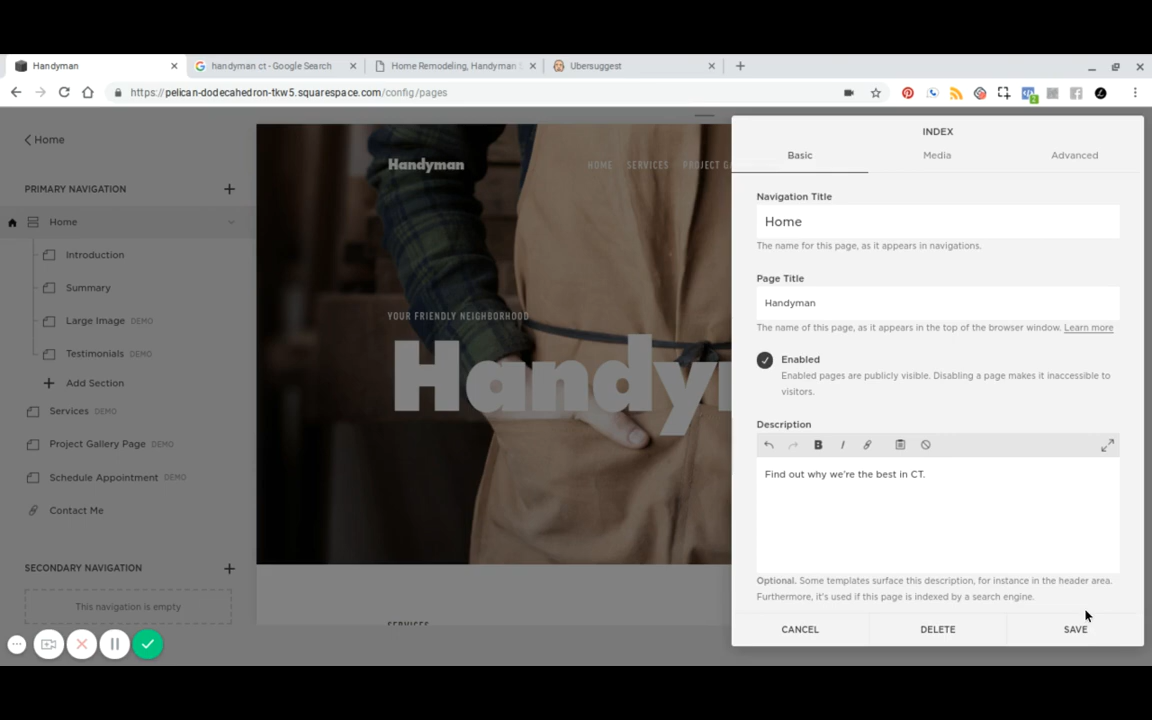 Handyman
handyman ct - Google Search
Home Remodeling, Handyman S
Ubersuggest
https://pelican-dodecahedron-tkw5.squarespace.com/config/pages
2
Home
PRIMARY NAVIGATION
Home
Introduction
Summary
Large Image DEMO
Testimonials DEMO
Add Section
Services DEMO
Project Gallery Page DEMO
Schedule Appointment DEMO
Contact Me
SECONDARY NAVIGATION
This navigation is empty
Handyman
HOME SERVICES PROJECT GA
YOUR FRIENDLY NEIGHBORHOOD
Handy
SERVICES
INDEX
Basic Media Advanced
Navigation Title
Home
The name for this page, as it appears in navigations.
Page Title
Handyman
The name of this page, as it appears in the top of the browser window. Learn more
Enabled
Enabled pages are publicly visible. Disabling a page makes it inaccessible to
visitors.
Description
B I
Find out why we're the best in CT.
Optional. Some templates surface this description, for instance in the header area.
Furthermore, it's used if this page is indexed by a search engine.
CANCEL DELETE SAVE